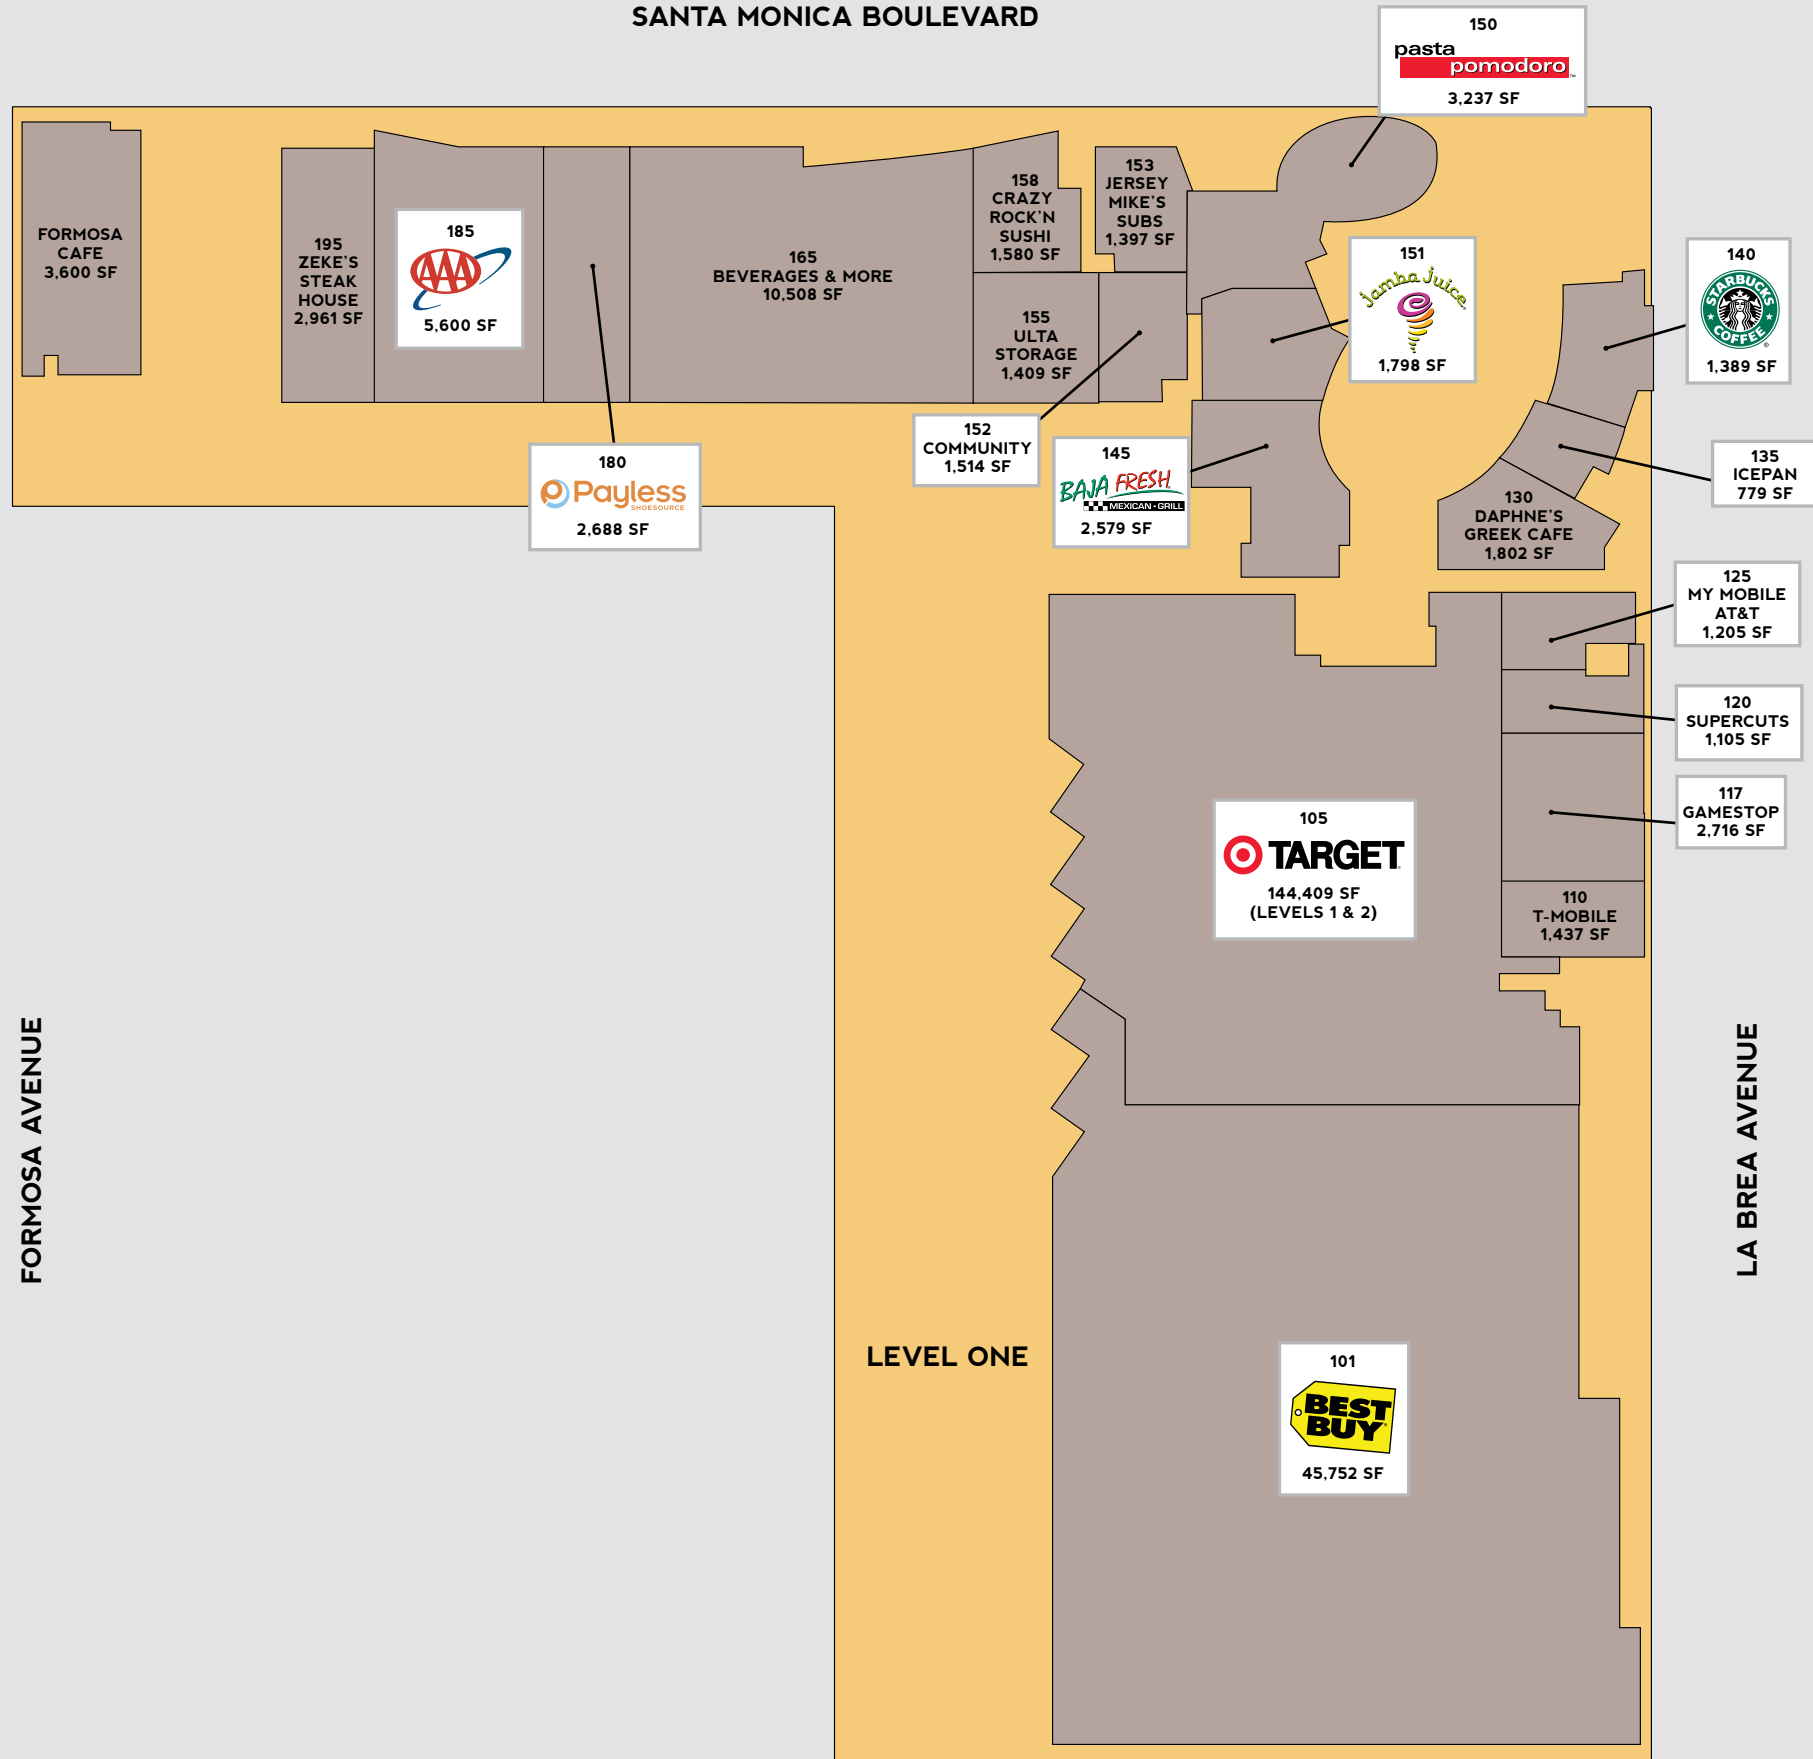 SANTA MONICA BOULEVARD
150
pasta
pomodoro™
3,237 SF
FORMOSA
CAFE
3,600 SF
195
ZEKE'S
STEAK
HOUSE
2,961 SF
185
AAA
5,600 SF
180
Payless
SHOESOURCE
2,688 SF
165
BEVERAGES & MORE
10,508 SF
158
CRAZY
ROCK'N
SUSHI
1,580 SF
155
ULTA
STORAGE
1,409 SF
153
JERSEY
MIKE'S
SUBS
1,397 SF
152
COMMUNITY
1,514 SF
151
jamba juice
1,798 SF
145
BAJA FRESH
MEXICAN • GRILL
2,579 SF
140
STARBUCKS
COFFEE
®
1,389 SF
135
ICEPAN
779 SF
130
DAPHNE'S
GREEK CAFE
1,802 SF
125
MY MOBILE
AT&T
1,205 SF
120
SUPERCUTS
1,105 SF
117
GAMESTOP
2,716 SF
110
T-MOBILE
1,437 SF
105
TARGET
144,409 SF
(LEVELS 1 & 2)
FORMOSA AVENUE
LA BREA AVENUE
LEVEL ONE
101
BEST
BUY
45,752 SF